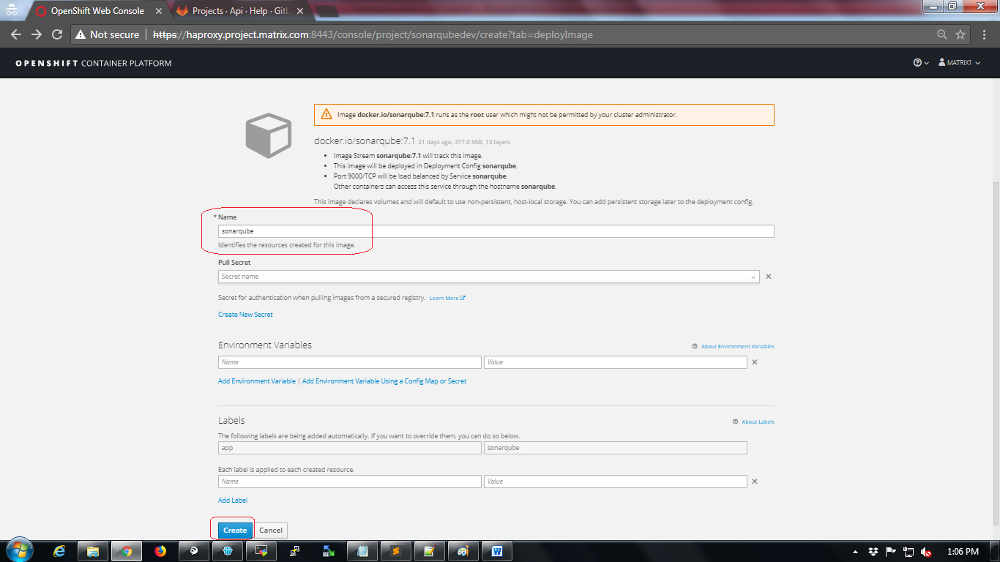 OpenShift Web Console
Projects · Api · Help · GitL
Not secure | https://haproxy.project.matrix.com:8443/console/project/sonarqubedev/create?tab=deployImage
OPENSHIFT CONTAINER PLATFORM
MATRIX1
Image docker.io/sonarqube:7.1 runs as the root user which might not be permitted by your cluster administrator.
docker.io/sonarqube:7.1 21 days ago, 377.0 MiB, 13 layers
• Image Stream sonarqube:7.1 will track this image.
• This image will be deployed in Deployment Config sonarqube.
• Port 9000/TCP will be load balanced by Service sonarqube.
Other containers can access this service through the hostname sonarqube.
This image declares volumes and will default to use non-persistent, host-local storage. You can add persistent storage later to the deployment config.
* Name
sonarqube
Identifies the resources created for this image.
Pull Secret
Secret name
Secret for authentication when pulling images from a secured registry. Learn More
Create New Secret
Environment Variables
About Environment Variables
Name Value
Add Environment Variable | Add Environment Variable Using a Config Map or Secret
Labels
About Labels
The following labels are being added automatically. If you want to override them, you can do so below.
app sonarqube
Each label is applied to each created resource.
Name Value
Add Label
Create Cancel
1:06 PM